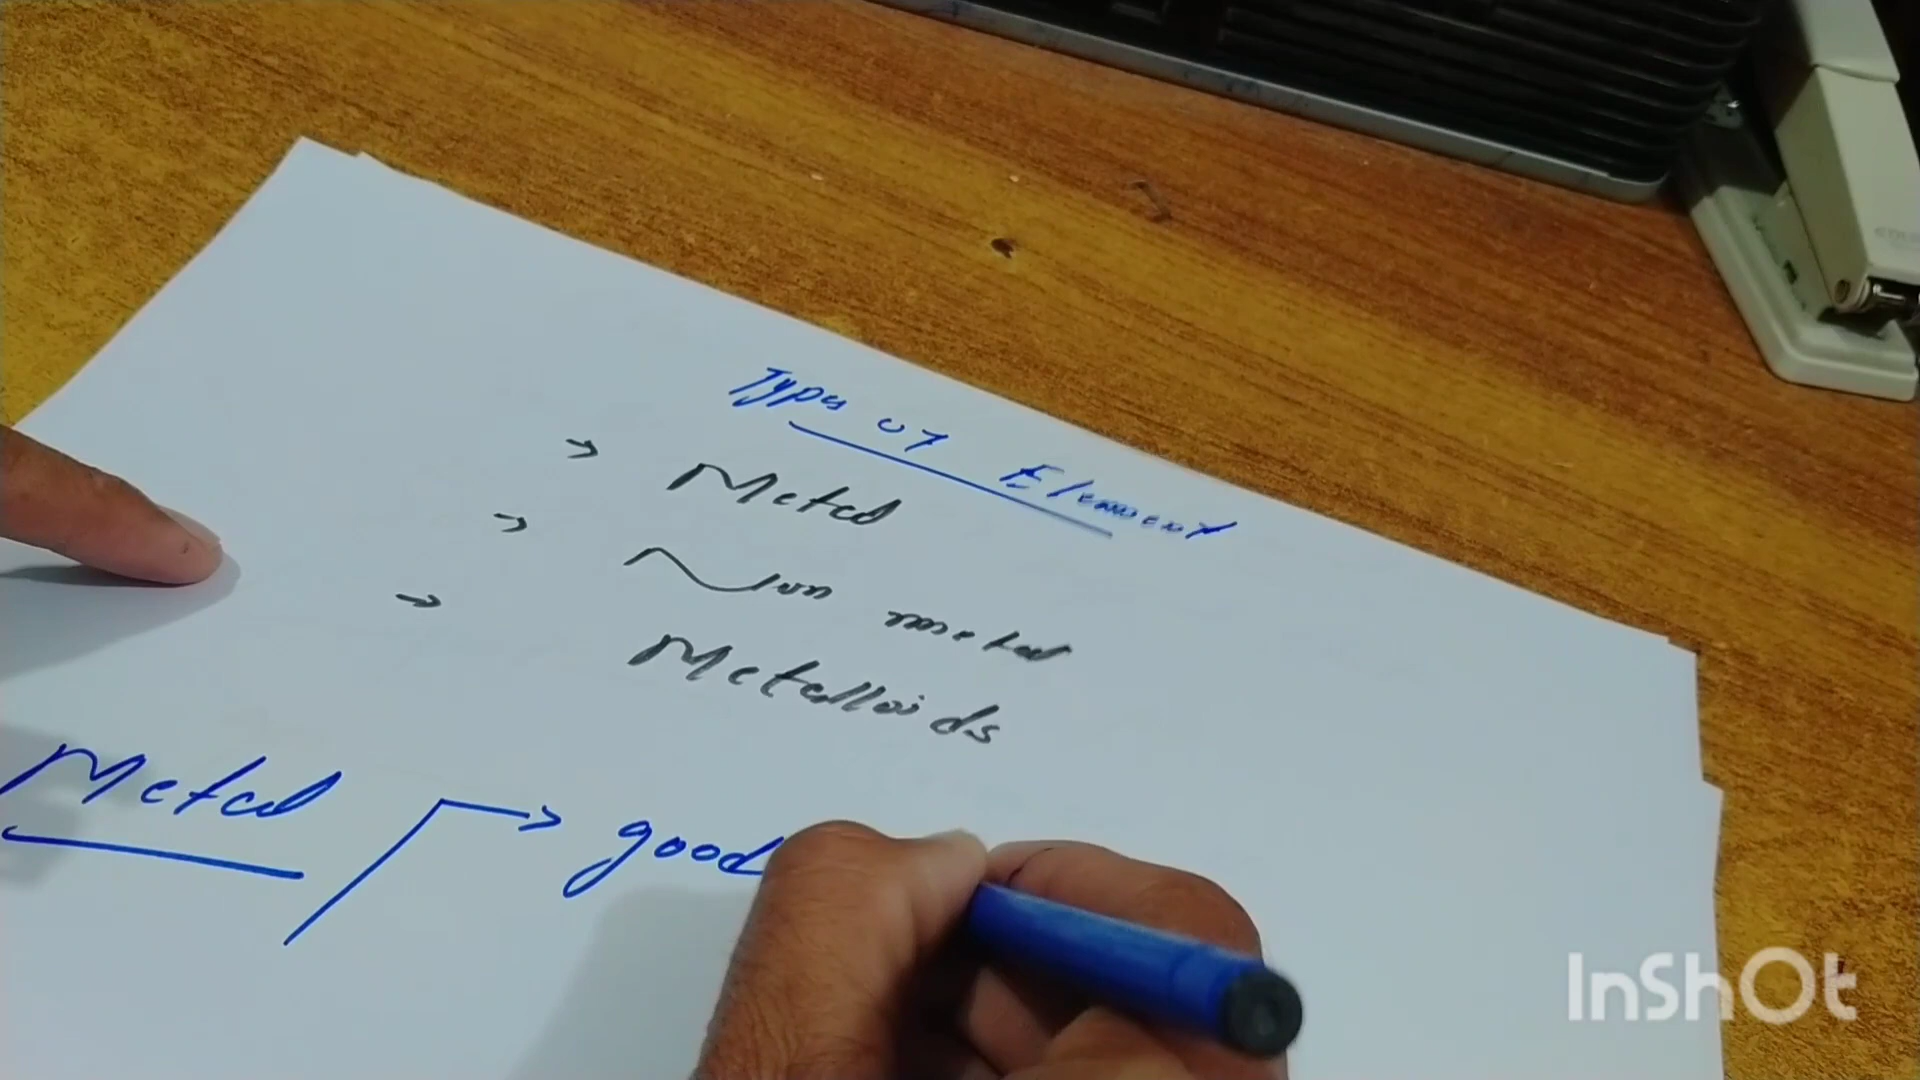 Types of Element
→ Metal
→ Non metal
→ Metalloids
Metal → good
InShOt